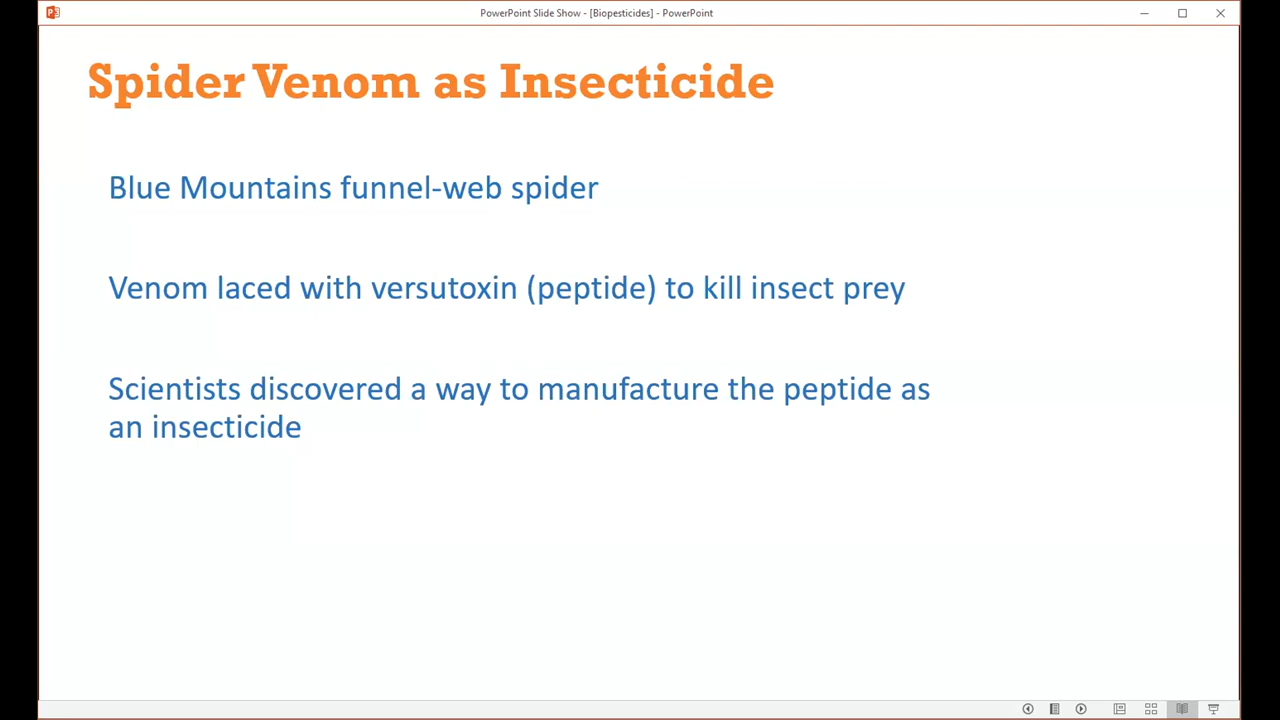 PowerPoint Slide Show - [Biopesticides] - PowerPoint
Spider Venom as Insecticide
Blue Mountains funnel-web spider
Venom laced with versutoxin (peptide) to kill insect prey
Scientists discovered a way to manufacture the peptide as
an insecticide